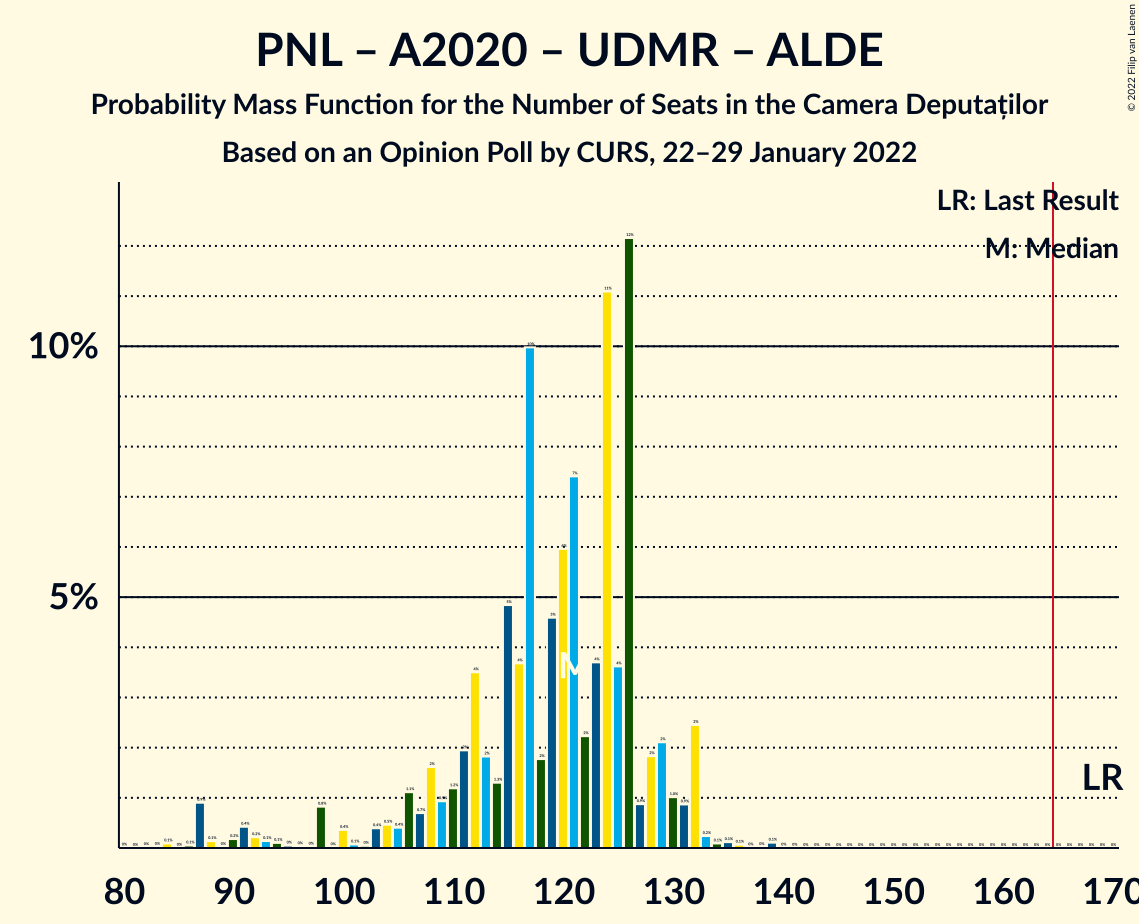 PNL – A2020 – UDMR – ALDE
Probability Mass Function for the Number of Seats in the Camera Deputaților
Based on an Opinion Poll by CURS, 22–29 January 2022
© 2022 Filip van Laenen
LR: Last Result
M: Median
10%
5%
M
LR
80 90 100 110 120 130 140 150 160 170